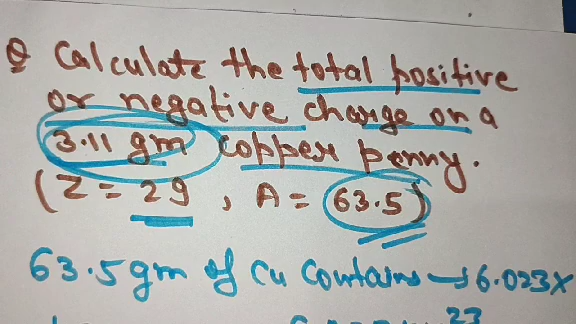 Q Calculate the total positive
or negative charge on a
3.11 gm copper penny.
(Z = 29 , A = 63.5)
63.5 gm of Cu Contains → 6.023×
23